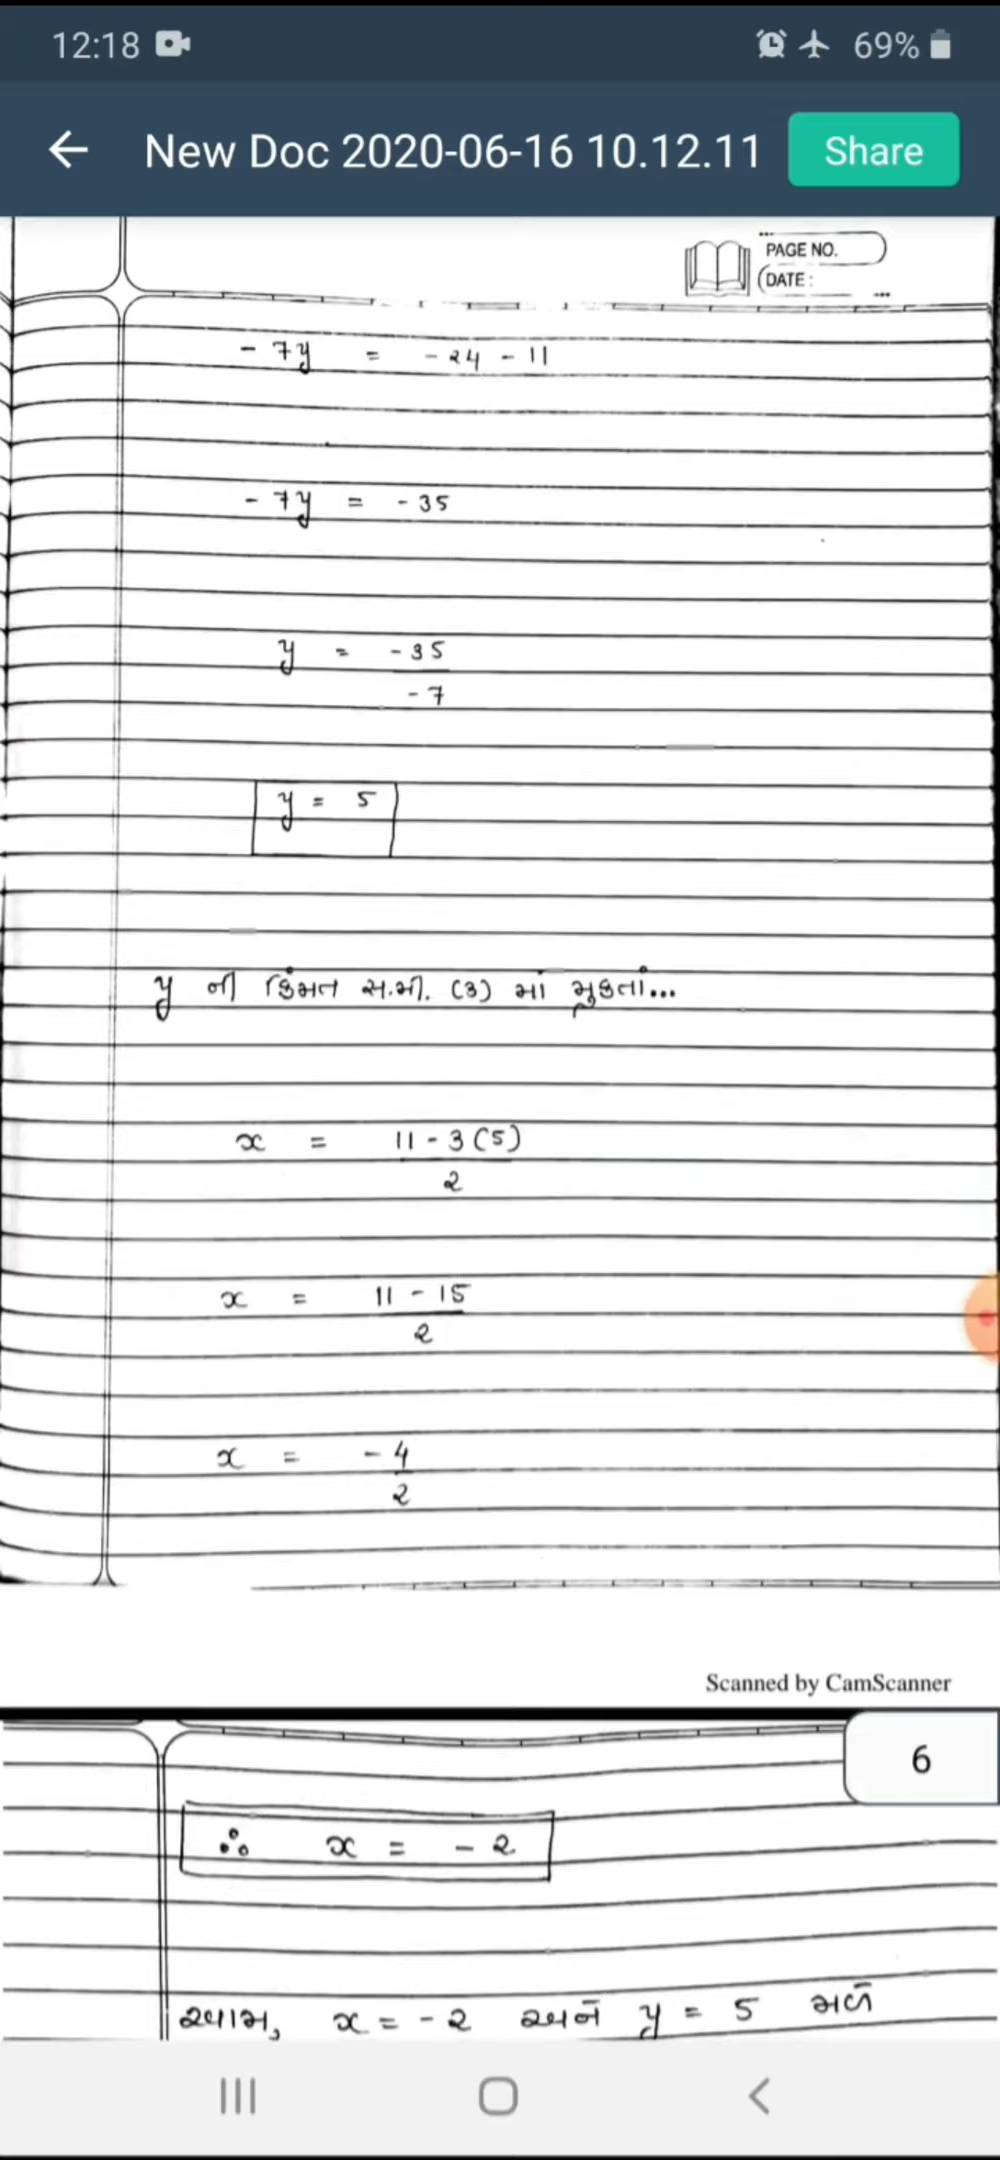 12:18 69%
New Doc 2020-06-16 10.12.11 Share
PAGE NO.
DATE:
- 7y = - 24 - 11
- 7y = - 35
y = - 35
- 7
y = 5
y ની કિંમત સ.મી. (3) માં મુકતાં...
x = 11 - 3 (5)
2
x = 11 - 15
2
x = - 4
2
Scanned by CamScanner
6
∴ x = - 2
આમ, x = - 2 અને y = 5 મળે